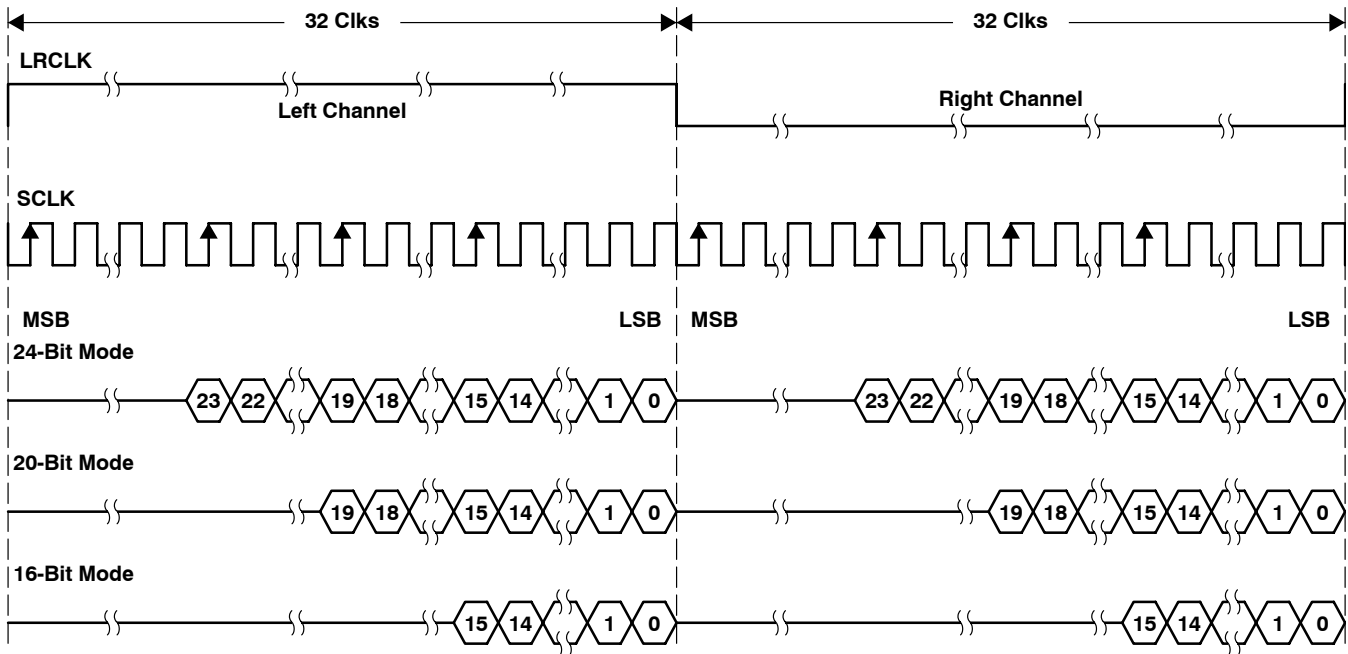 32 Clks 32 Clks
LRCLK
Left Channel Right Channel
SCLK
MSB LSB MSB LSB
24-Bit Mode
23 22 19 18 15 14 1 0 23 22 19 18 15 14 1 0
20-Bit Mode
19 18 15 14 1 0 19 18 15 14 1 0
16-Bit Mode
15 14 1 0 15 14 1 0